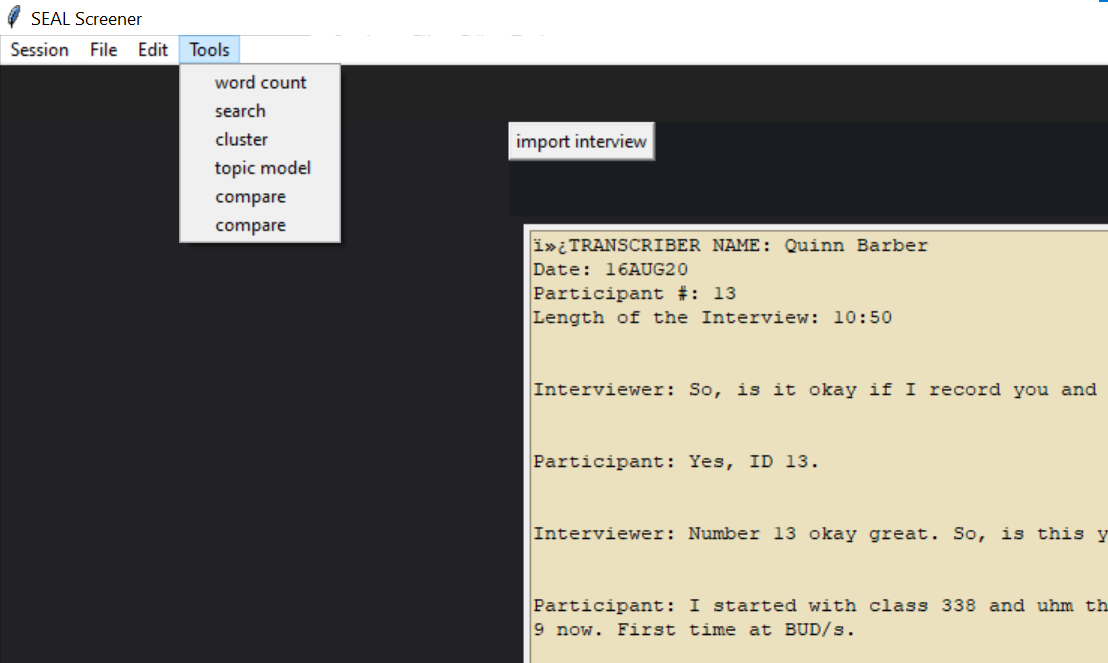 SEAL Screener
Session File Edit Tools
word count
search
cluster
topic model
compare
compare
import interview
ï»¿TRANSCRIBER NAME: Quinn Barber
Date: 16AUG20
Participant #: 13
Length of the Interview: 10:50
Interviewer: So, is it okay if I record you and
Participant: Yes, ID 13.
Interviewer: Number 13 okay great. So, is this y
Participant: I started with class 338 and uhm th
9 now. First time at BUD/s.